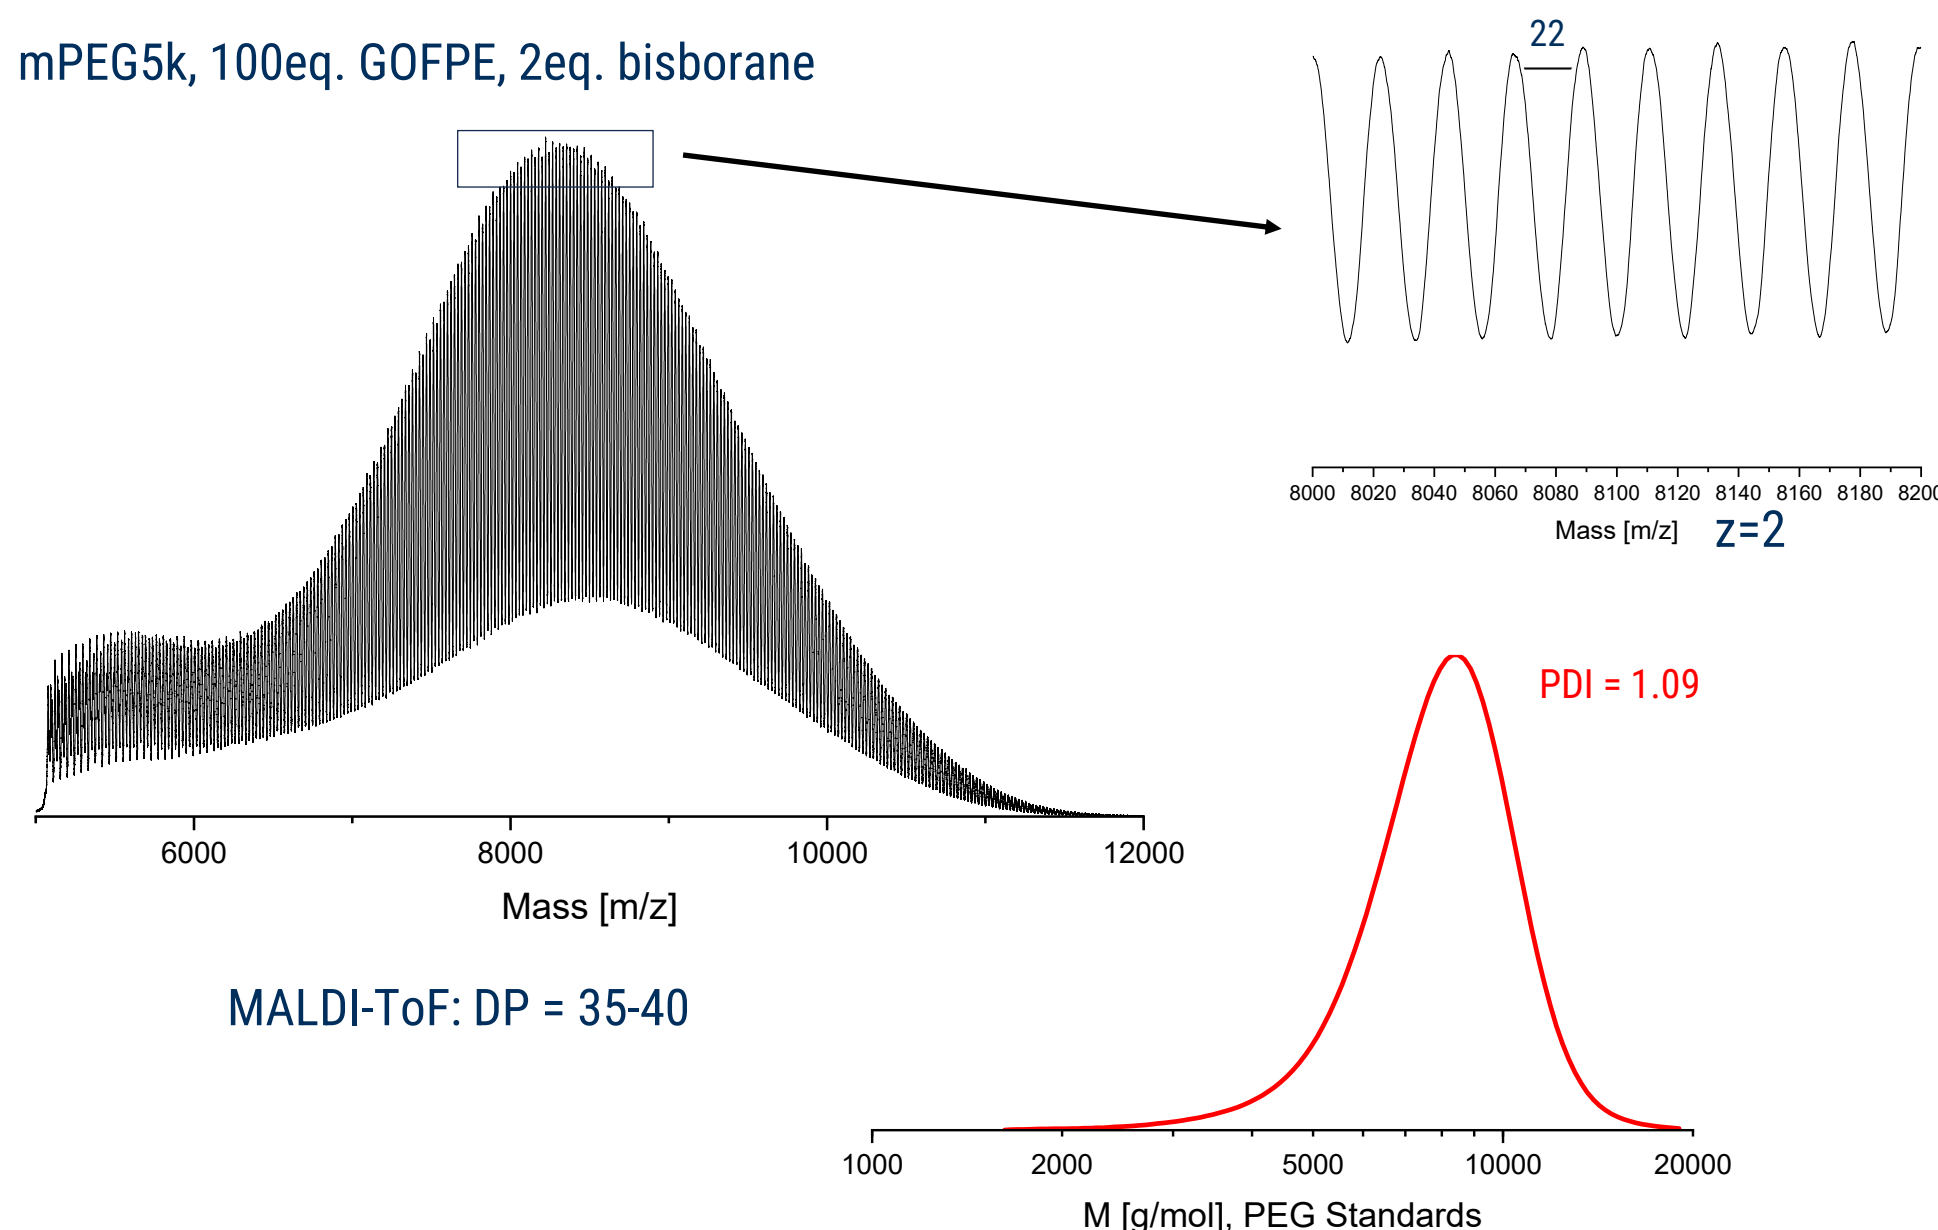 mPEG5k, 100eq. GOFPE, 2eq. bisborane
22
8000 8020 8040 8060 8080 8100 8120 8140 8160 8180 8200
Mass [m/z]
z=2
6000 8000 10000 12000
Mass [m/z]
MALDI-ToF: DP = 35-40
PDI = 1.09
1000 2000 5000 10000 20000
M [g/mol], PEG Standards